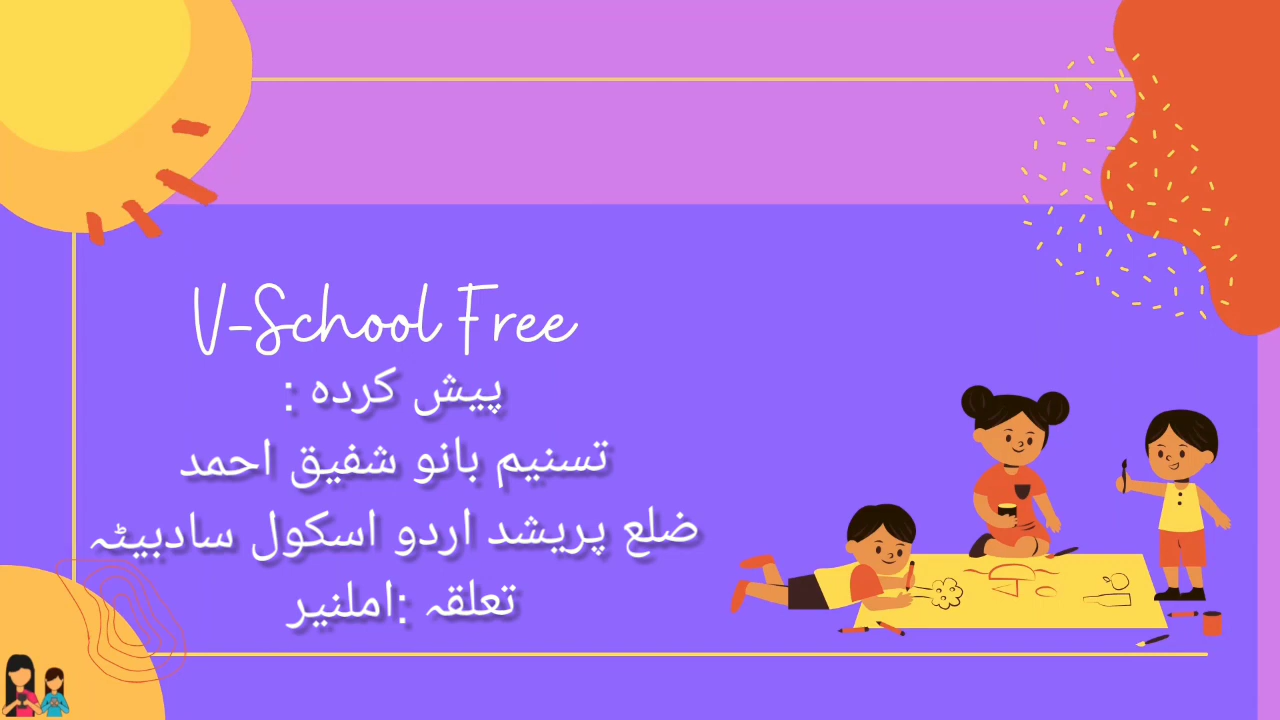 V-School Free
پیش کردہ :
تسنیم بانو شفیق احمد
ضلع پریشد اردو اسکول سادبیٹہ
تعلقہ :املنیر